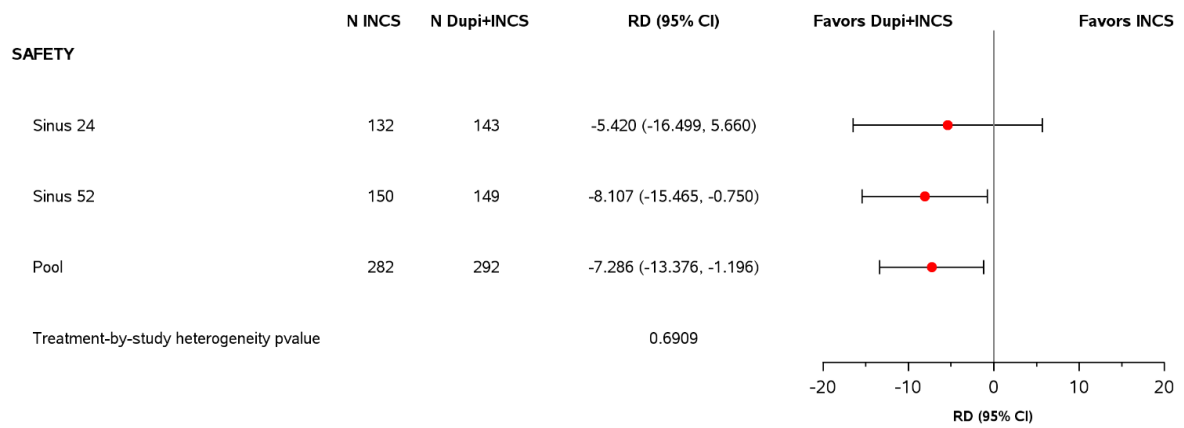 N INCS N Dupi+INCS RD (95% CI) Favors Dupi+INCS Favors INCS
SAFETY
Sinus 24 132 143 -5.420 (-16.499, 5.660)
Sinus 52 150 149 -8.107 (-15.465, -0.750)
Pool 282 292 -7.286 (-13.376, -1.196)
Treatment-by-study heterogeneity pvalue 0.6909
-20 -10 0 10 20
RD (95% CI)